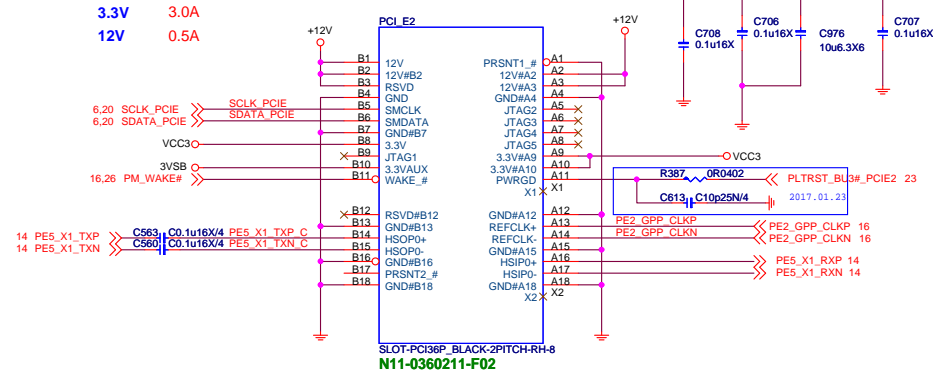 3.3V 3.0A
12V 0.5A
+12V
PCI_E2
+12V
C708
0.1u16X
C706
0.1u16X
C976
10u6.3X6
C707
0.1u16X
B1 12V PRSNT1_# A1
B2 12V#B2 12V#A2 A2
B3 RSVD 12V#A3 A3
B4 GND GND#A4 A4
6,20 SCLK_PCIE SCLK_PCIE B5 SMCLK JTAG2 A5
6,20 SDATA_PCIE SDATA_PCIE B6 SMDATA JTAG3 A6
B7 GND#B7 JTAG4 A7
VCC3 B8 3.3V JTAG5 A8
B9 JTAG1 3.3V#A9 A9 VCC3
3VSB B10 3.3VAUX 3.3V#A10 A10
16,26 PM_WAKE# B11 WAKE_# PWRGD A11 R387 0R0402 PLTRST_BU3#_PCIE2 23
X1 X1
C613 C10p25N/4 2017.01.23
B12 RSVD#B12 GND#A12 A12
B13 GND#B13 REFCLK+ A13 PE2_GPP_CLKP PE2_GPP_CLKP 16
14 PE5_X1_TXP C563 C0.1u16X/4 PE5_X1_TXP_C B14 HSOP0+ REFCLK- A14 PE2_GPP_CLKN PE2_GPP_CLKN 16
14 PE5_X1_TXN C560 C0.1u16X/4 PE5_X1_TXN_C B15 HSOP0- GND#A15 A15
B16 GND#B16 HSIP0+ A16 PE5_X1_RXP 14
B17 PRSNT2_# HSIP0- A17 PE5_X1_RXN 14
B18 GND#B18 GND#A18 A18
X2 X2
SLOT-PCI36P_BLACK-2PITCH-RH-8
N11-0360211-F02